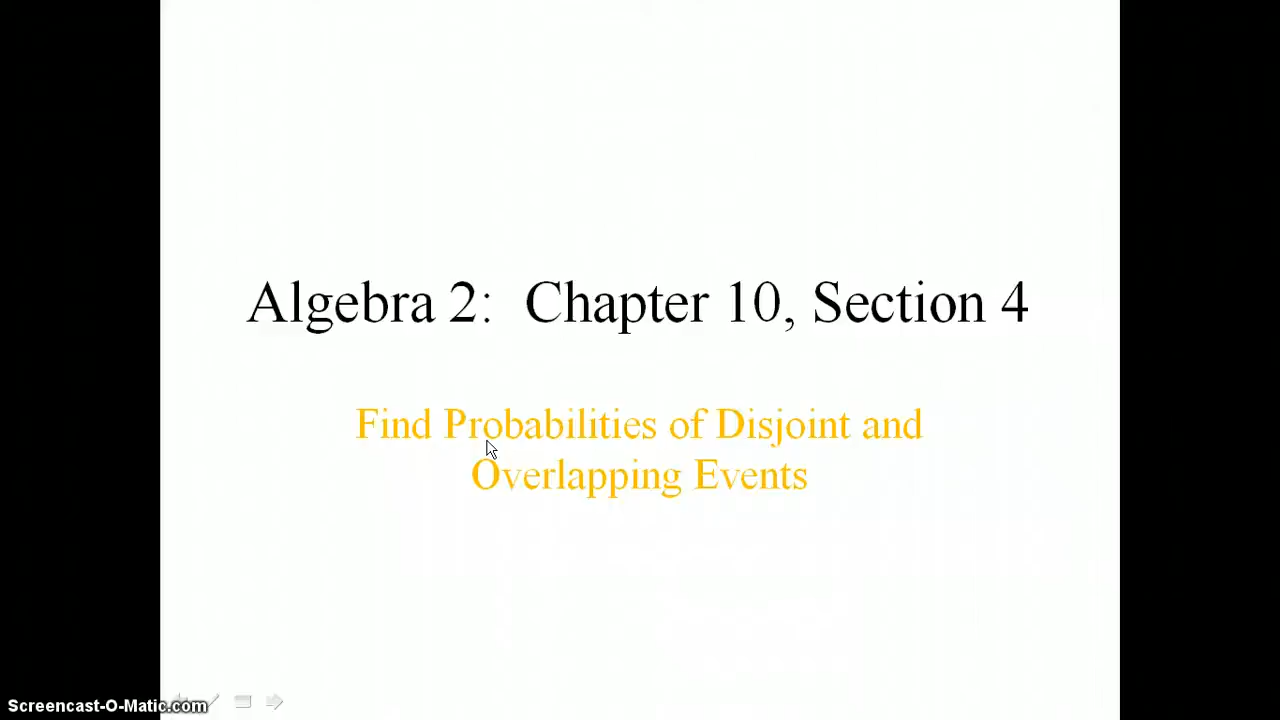 Algebra 2: Chapter 10, Section 4
Find Probabilities of Disjoint and
Overlapping Events
Screencast-O-Matic.com